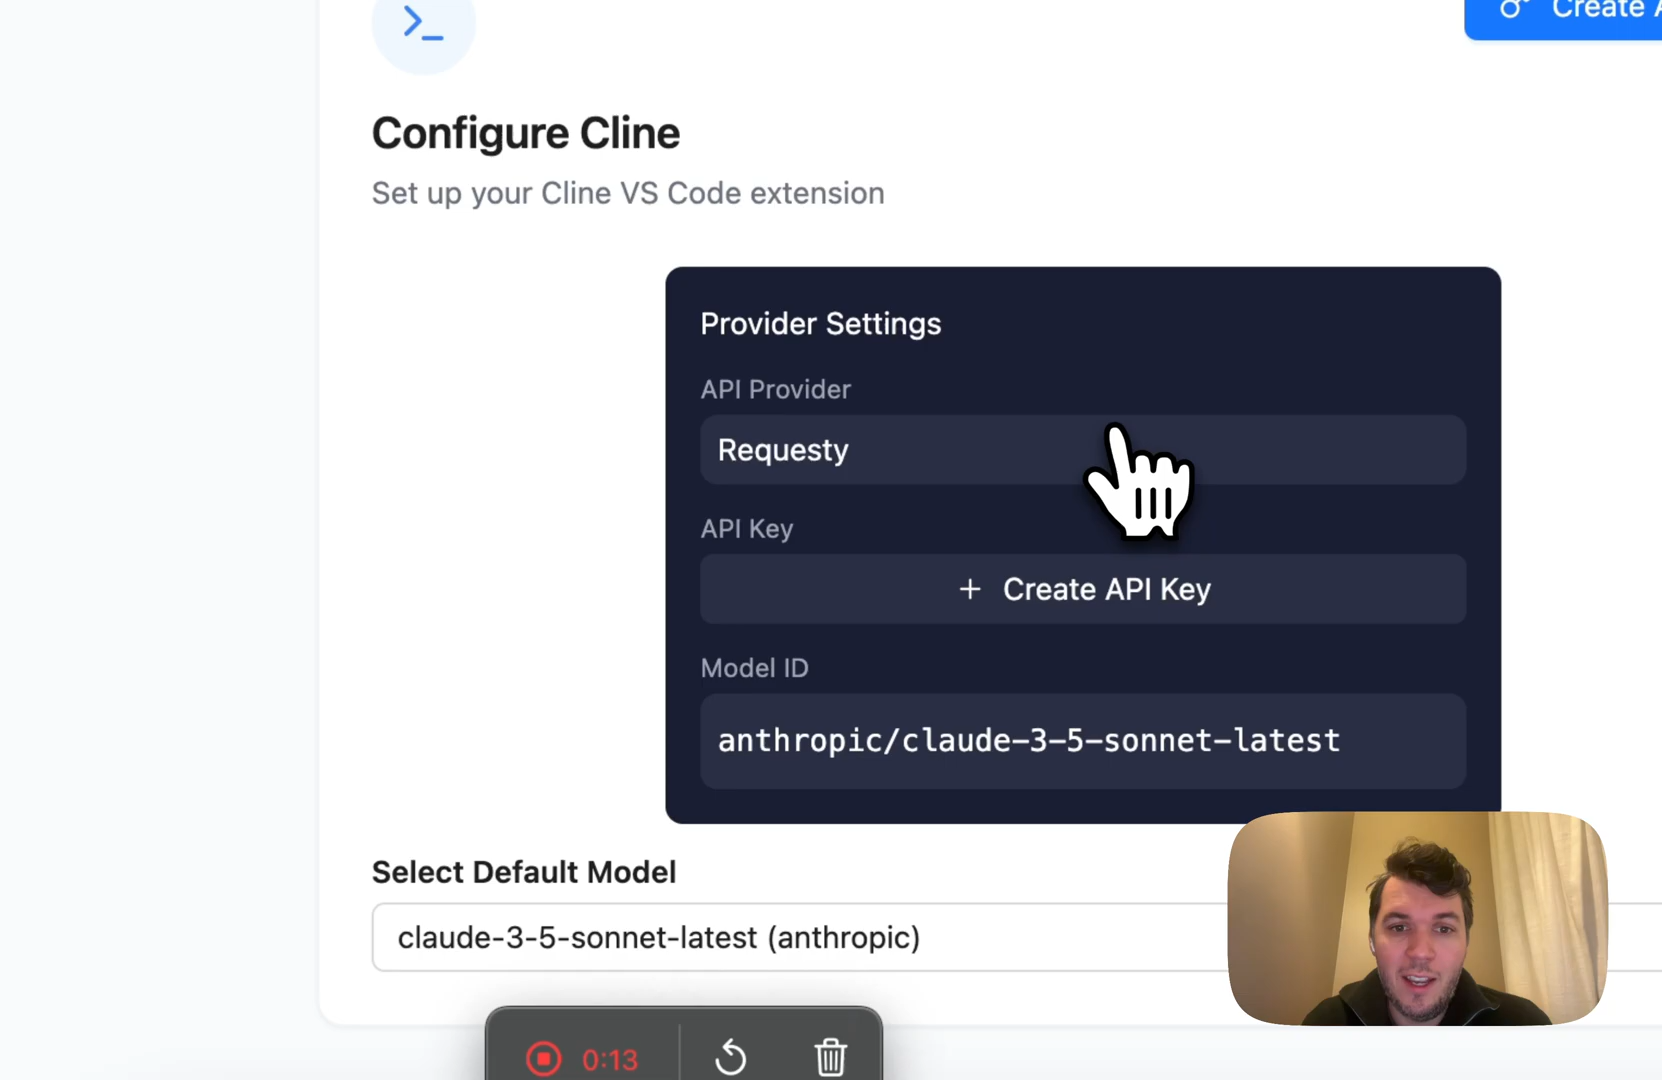 Create
Configure Cline
Set up your Cline VS Code extension
Provider Settings
API Provider
Requesty
API Key
+ Create API Key
Model ID
anthropic/claude-3-5-sonnet-latest
Select Default Model
claude-3-5-sonnet-latest (anthropic)
0:13